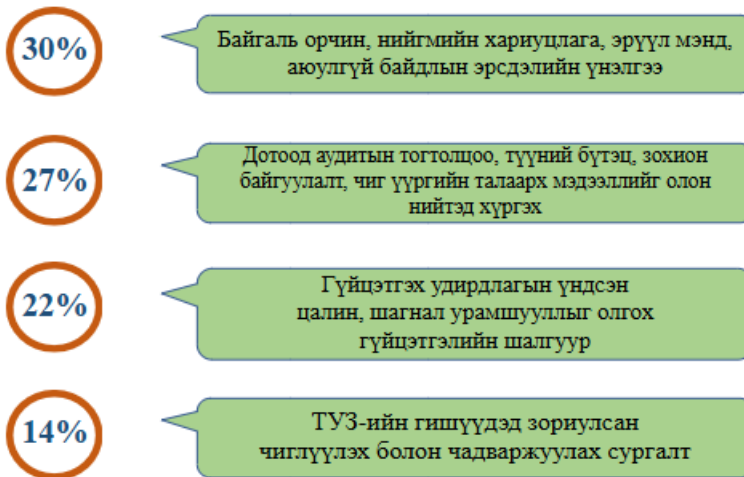 30%
Байгаль орчин, нийгмийн хариуцлага, эрүүл мэнд,
аюулгүй байдлын эрсдэлийн үнэлгээ
27%
Дотоод аудитын тогтолцоо, түүний бүтэц, зохион
байгуулалт, чиг үүргийн талаарх мэдээллийг олон
нийтэд хүргэх
22%
Гүйцэтгэх удирдлагын үндсэн
цалин, шагнал урамшууллыг олгох
гүйцэтгэлийн шалгуур
14%
ТУЗ-ийн гишүүдэд зориулсан
чиглүүлэх болон чадваржуулах сургалт